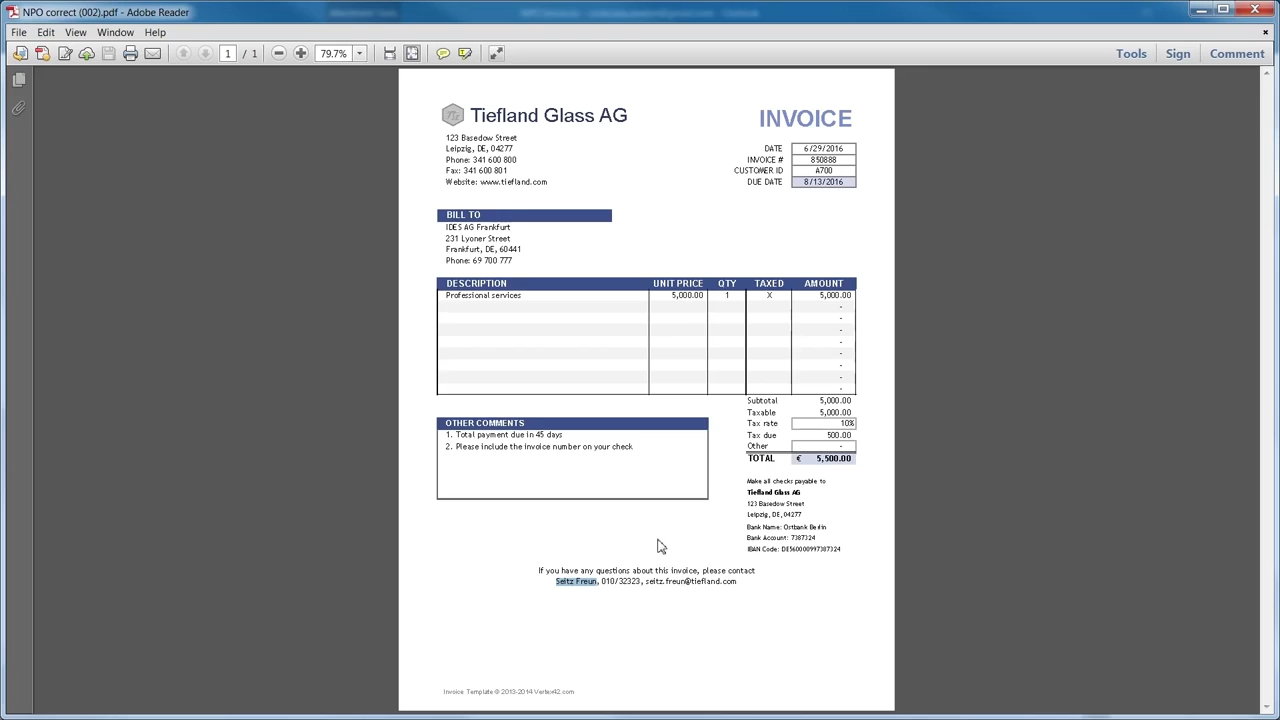 NPO correct (002).pdf - Adobe Reader
File Edit View Window Help
1 / 1 79.7% Tools Sign Comment
Tiefland Glass AG
INVOICE
123 Basedow Street
Leipzig, DE, 04277
Phone: 341 600 800
Fax: 341 600 801
Website: www.tiefland.com
DATE 6/29/2016
INVOICE # 850888
CUSTOMER ID A700
DUE DATE 8/13/2016
BILL TO
IDES AG Frankfurt
231 Lyoner Street
Frankfurt, DE, 60441
Phone: 69 700 777
DESCRIPTION UNIT PRICE QTY TAXED AMOUNT
Professional services 5,000.00 1 X 5,000.00
-
-
-
-
-
-
-
-
Subtotal 5,000.00
Taxable 5,000.00
Tax rate 10%
Tax due 500.00
Other -
TOTAL € 5,500.00
OTHER COMMENTS
1. Total payment due in 45 days
2. Please include the invoice number on your check
Make all checks payable to
Tiefland Glass AG
123 Basedow Street
Leipzig, DE, 04277
Bank Name: Ostbank Berlin
Bank Account: 7387324
IBAN Code: DE560000997387324
If you have any questions about this invoice, please contact
Seitz Freun, 010/32323, seitz.freun@tiefland.com
Invoice Template © 2013-2014 Vertex42.com